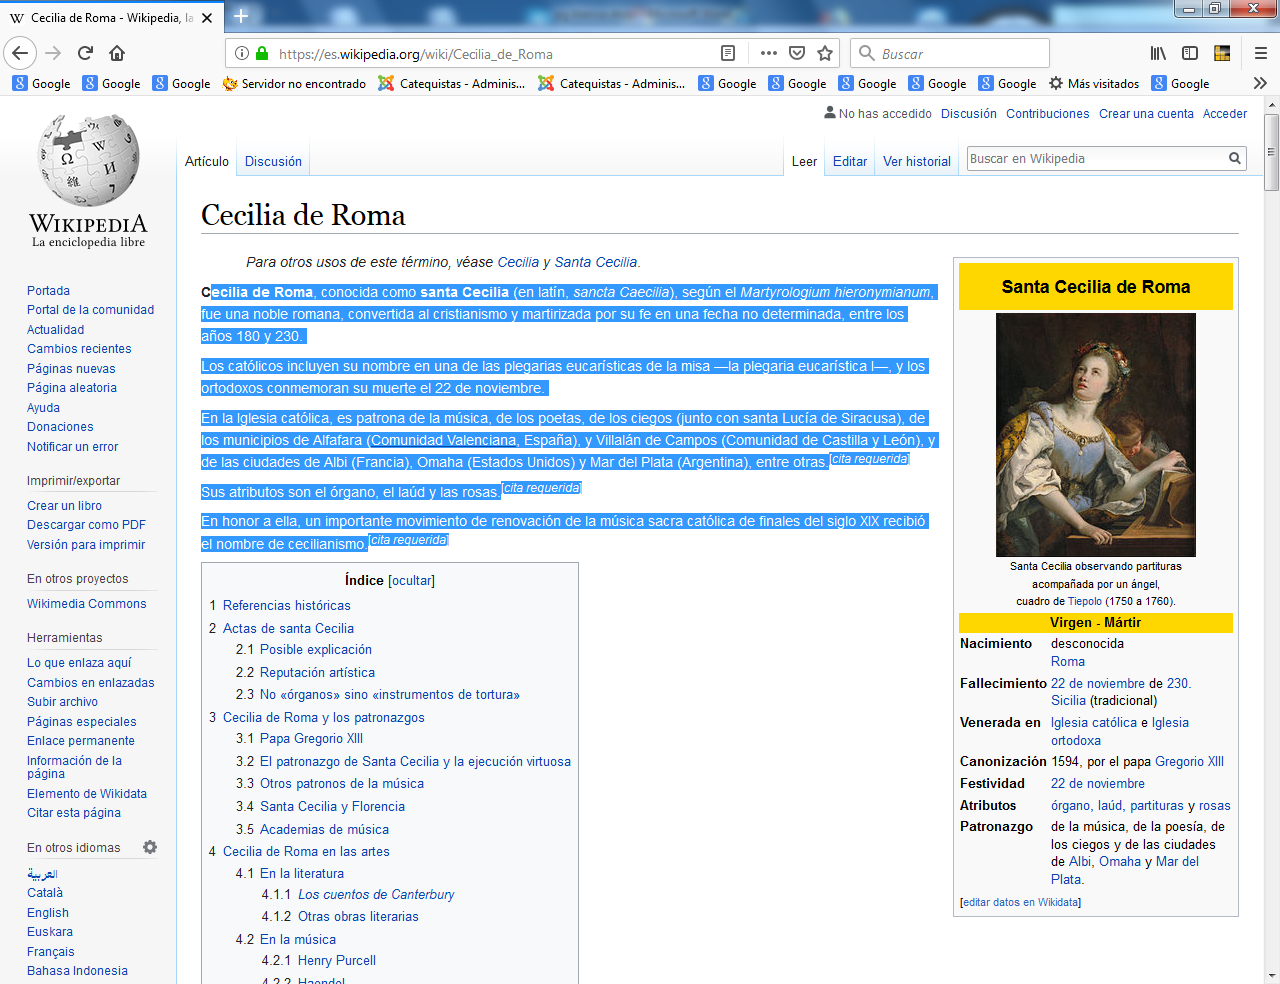 Cecilia de Roma - Wikipedia, la
https://es.wikipedia.org/wiki/Cecilia_de_Roma
Buscar
Google
Google
Google
Servidor no encontrado
Catequistas - Adminis...
Catequistas - Adminis...
Google
Google
Google
Google
Google
Más visitados
Google
No has accedido Discusión Contribuciones Crear una cuenta Acceder
Artículo Discusión
Leer Editar Ver historial
Buscar en Wikipedia
WIKIPEDIA
La enciclopedia libre
Portada
Portal de la comunidad
Actualidad
Cambios recientes
Páginas nuevas
Página aleatoria
Ayuda
Donaciones
Notificar un error
Imprimir/exportar
Crear un libro
Descargar como PDF
Versión para imprimir
En otros proyectos
Wikimedia Commons
Herramientas
Lo que enlaza aquí
Cambios en enlazadas
Subir archivo
Páginas especiales
Enlace permanente
Información de la
página
Elemento de Wikidata
Citar esta página
En otros idiomas
العربية
Català
English
Euskara
Français
Bahasa Indonesia
Cecilia de Roma
Para otros usos de este término, véase Cecilia y Santa Cecilia.
Cecilia de Roma, conocida como santa Cecilia (en latín, sancta Caecilia), según el Martyrologium hieronymianum,
fue una noble romana, convertida al cristianismo y martirizada por su fe en una fecha no determinada, entre los
años 180 y 230.
Los católicos incluyen su nombre en una de las plegarias eucarísticas de la misa —la plegaria eucarística I—, y los
ortodoxos conmemoran su muerte el 22 de noviembre.
En la Iglesia católica, es patrona de la música, de los poetas, de los ciegos (junto con santa Lucía de Siracusa), de
los municipios de Alfafara (Comunidad Valenciana, España), y Villalán de Campos (Comunidad de Castilla y León), y
de las ciudades de Albi (Francia), Omaha (Estados Unidos) y Mar del Plata (Argentina), entre otras.[cita requerida]
Sus atributos son el órgano, el laúd y las rosas.[cita requerida]
En honor a ella, un importante movimiento de renovación de la música sacra católica de finales del siglo XIX recibió
el nombre de cecilianismo.[cita requerida]
Índice [ocultar]
1 Referencias históricas
2 Actas de santa Cecilia
2.1 Posible explicación
2.2 Reputación artística
2.3 No «órganos» sino «instrumentos de tortura»
3 Cecilia de Roma y los patronazgos
3.1 Papa Gregorio XIII
3.2 El patronazgo de Santa Cecilia y la ejecución virtuosa
3.3 Otros patronos de la música
3.4 Santa Cecilia y Florencia
3.5 Academias de música
4 Cecilia de Roma en las artes
4.1 En la literatura
4.1.1 Los cuentos de Canterbury
4.1.2 Otras obras literarias
4.2 En la música
4.2.1 Henry Purcell
4.2.2 Haendel
Santa Cecilia de Roma
Santa Cecilia observando partituras
acompañada por un ángel,
cuadro de Tiepolo (1750 a 1760).
Virgen - Mártir
Nacimiento desconocida
Roma
Fallecimiento 22 de noviembre de 230.
Sicilia (tradicional)
Venerada en Iglesia católica e Iglesia
ortodoxa
Canonización 1594, por el papa Gregorio XIII
Festividad 22 de noviembre
Atributos órgano, laúd, partituras y rosas
Patronazgo de la música, de la poesía, de
los ciegos y de las ciudades
de Albi, Omaha y Mar del
Plata.
[editar datos en Wikidata]